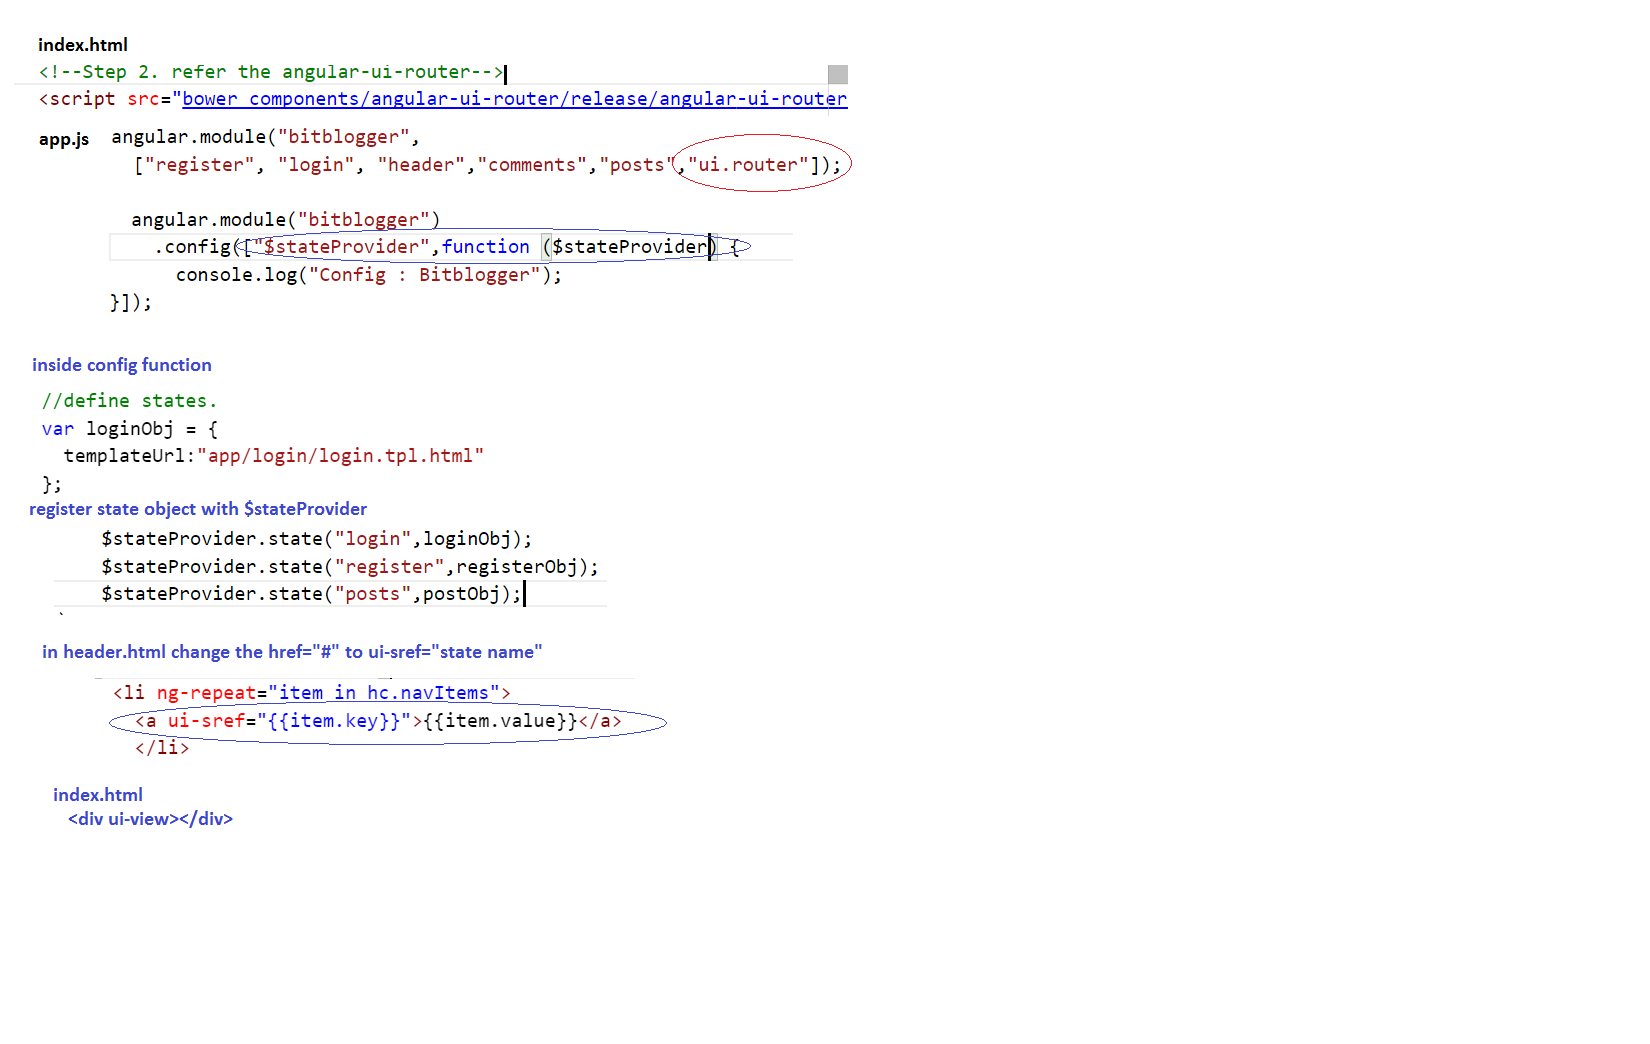 index.html
<!--Step 2. refer the angular-ui-router-->
<script src="bower_components/angular-ui-router/release/angular-ui-router
app.js angular.module("bitblogger",
["register", "login", "header","comments","posts","ui.router"]);
angular.module("bitblogger")
.config(["$stateProvider",function ($stateProvider) {
console.log("Config : Bitblogger");
}]);
inside config function
//define states.
var loginObj = {
templateUrl:"app/login/login.tpl.html"
};
register state object with $stateProvider
$stateProvider.state("login",loginObj);
$stateProvider.state("register",registerObj);
$stateProvider.state("posts",postObj);
`
in header.html change the href="#" to ui-sref="state name"
<li ng-repeat="item in hc.navItems">
<a ui-sref="{{item.key}}">{{item.value}}</a>
</li>
index.html
<div ui-view></div>